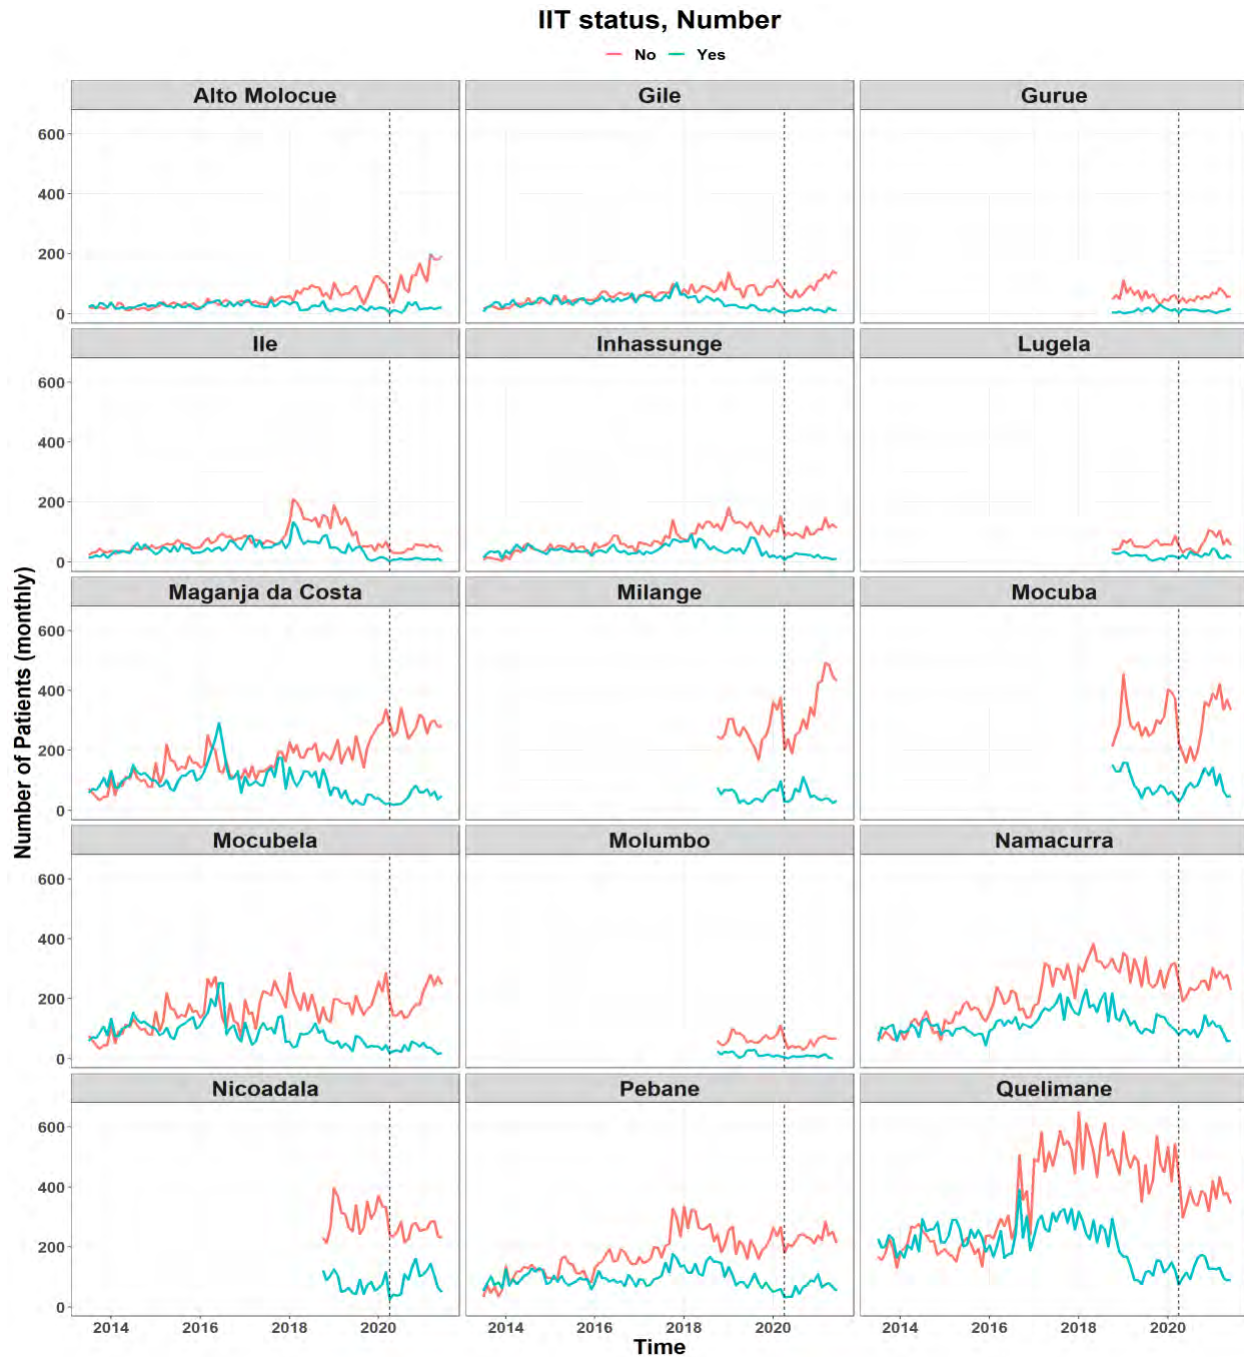 IIT status, Number
No Yes
Alto Molocue Gile Gurue
600
400
200
0
Ile Inhassunge Lugela
600
400
200
0
Maganja da Costa Milange Mocuba
600
400
200
0
Mocubela Molumbo Namacurra
600
400
200
0
Nicoadala Pebane Quelimane
600
400
200
0
2014 2016 2018 2020 2014 2016 2018 2020 2014 2016 2018 2020
Time
Number of Patients (monthly)